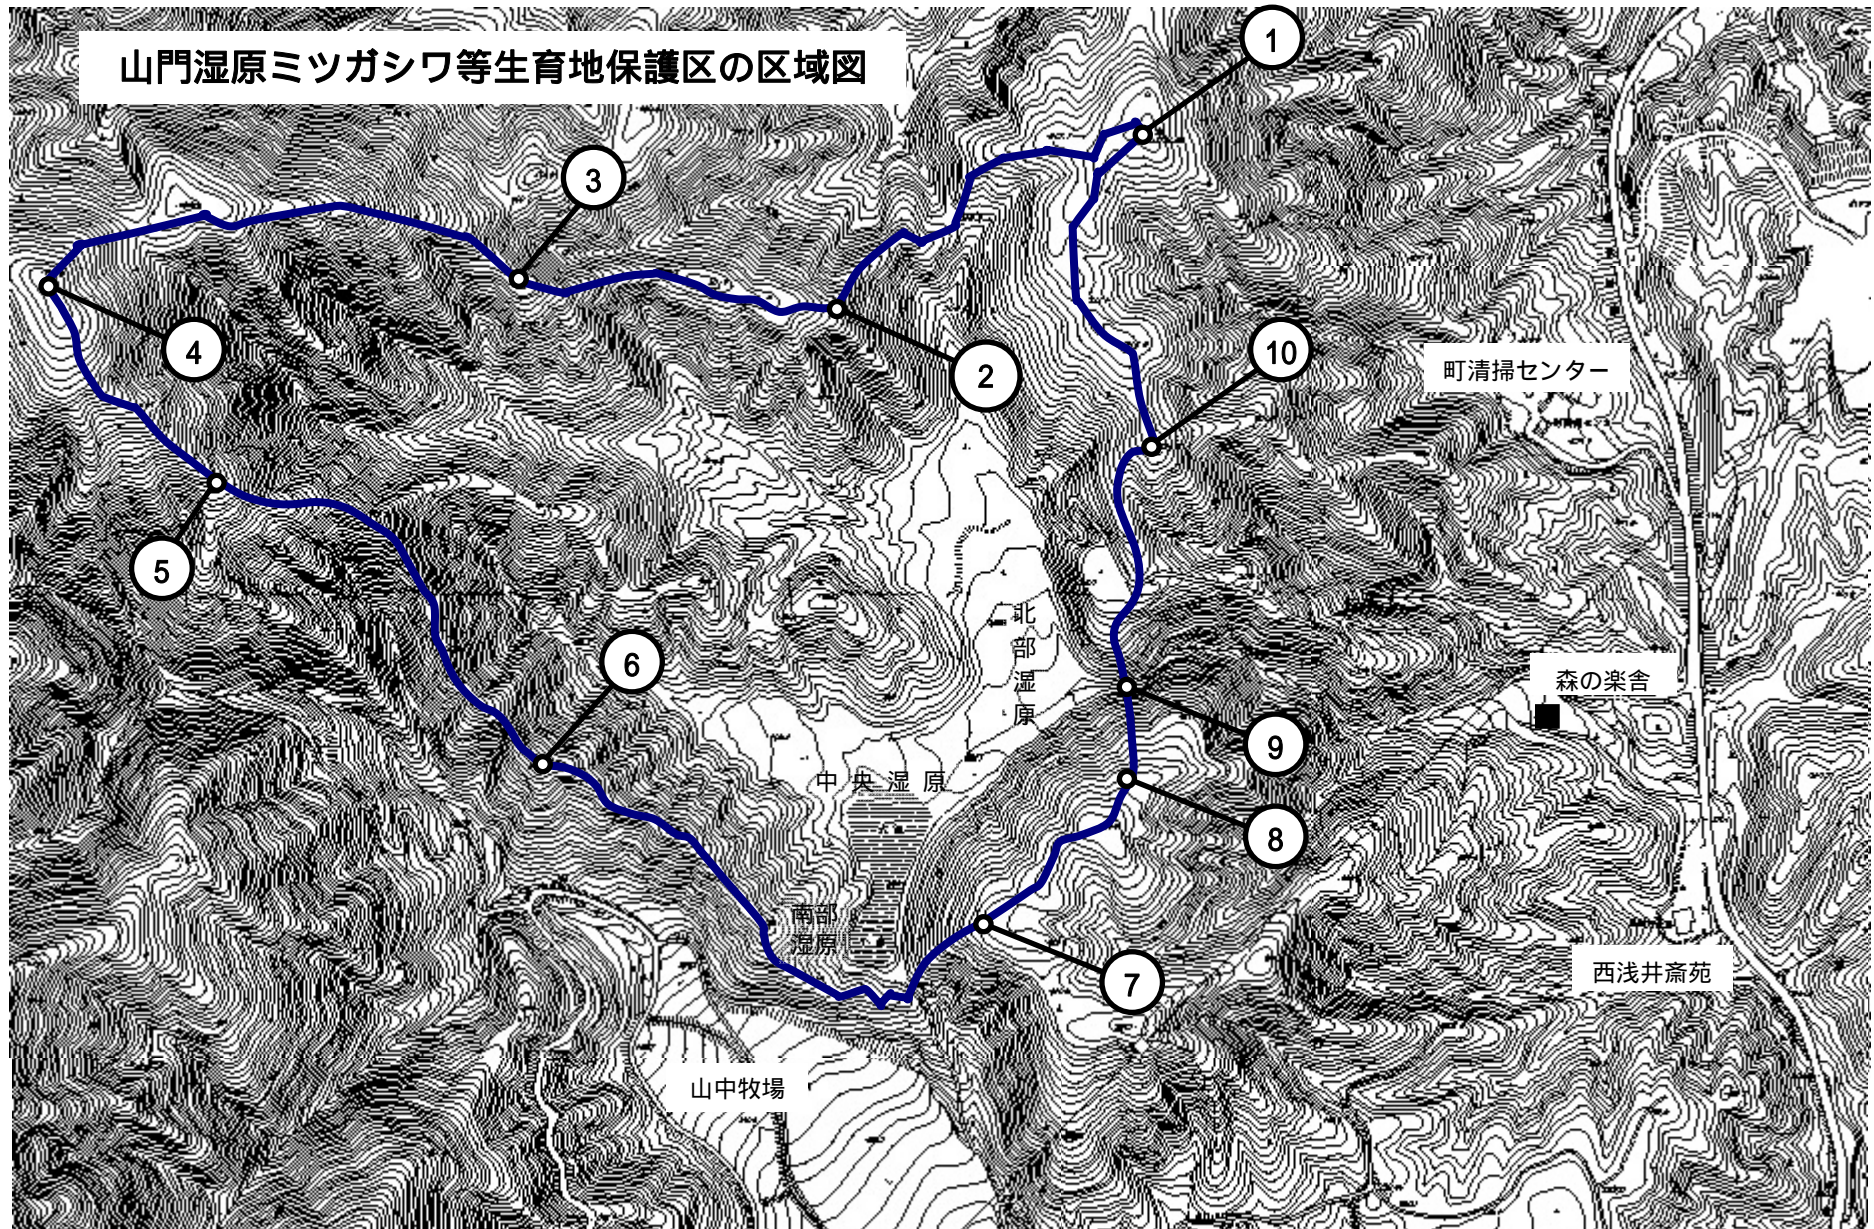 山門湿原ミツガシワ等生育地保護区の区域図
1
3
4
2
10
町清掃センター
5
北部湿原
6
森の楽舎
9
中央湿原
8
南部
湿原
7
西浅井斎苑
山中牧場